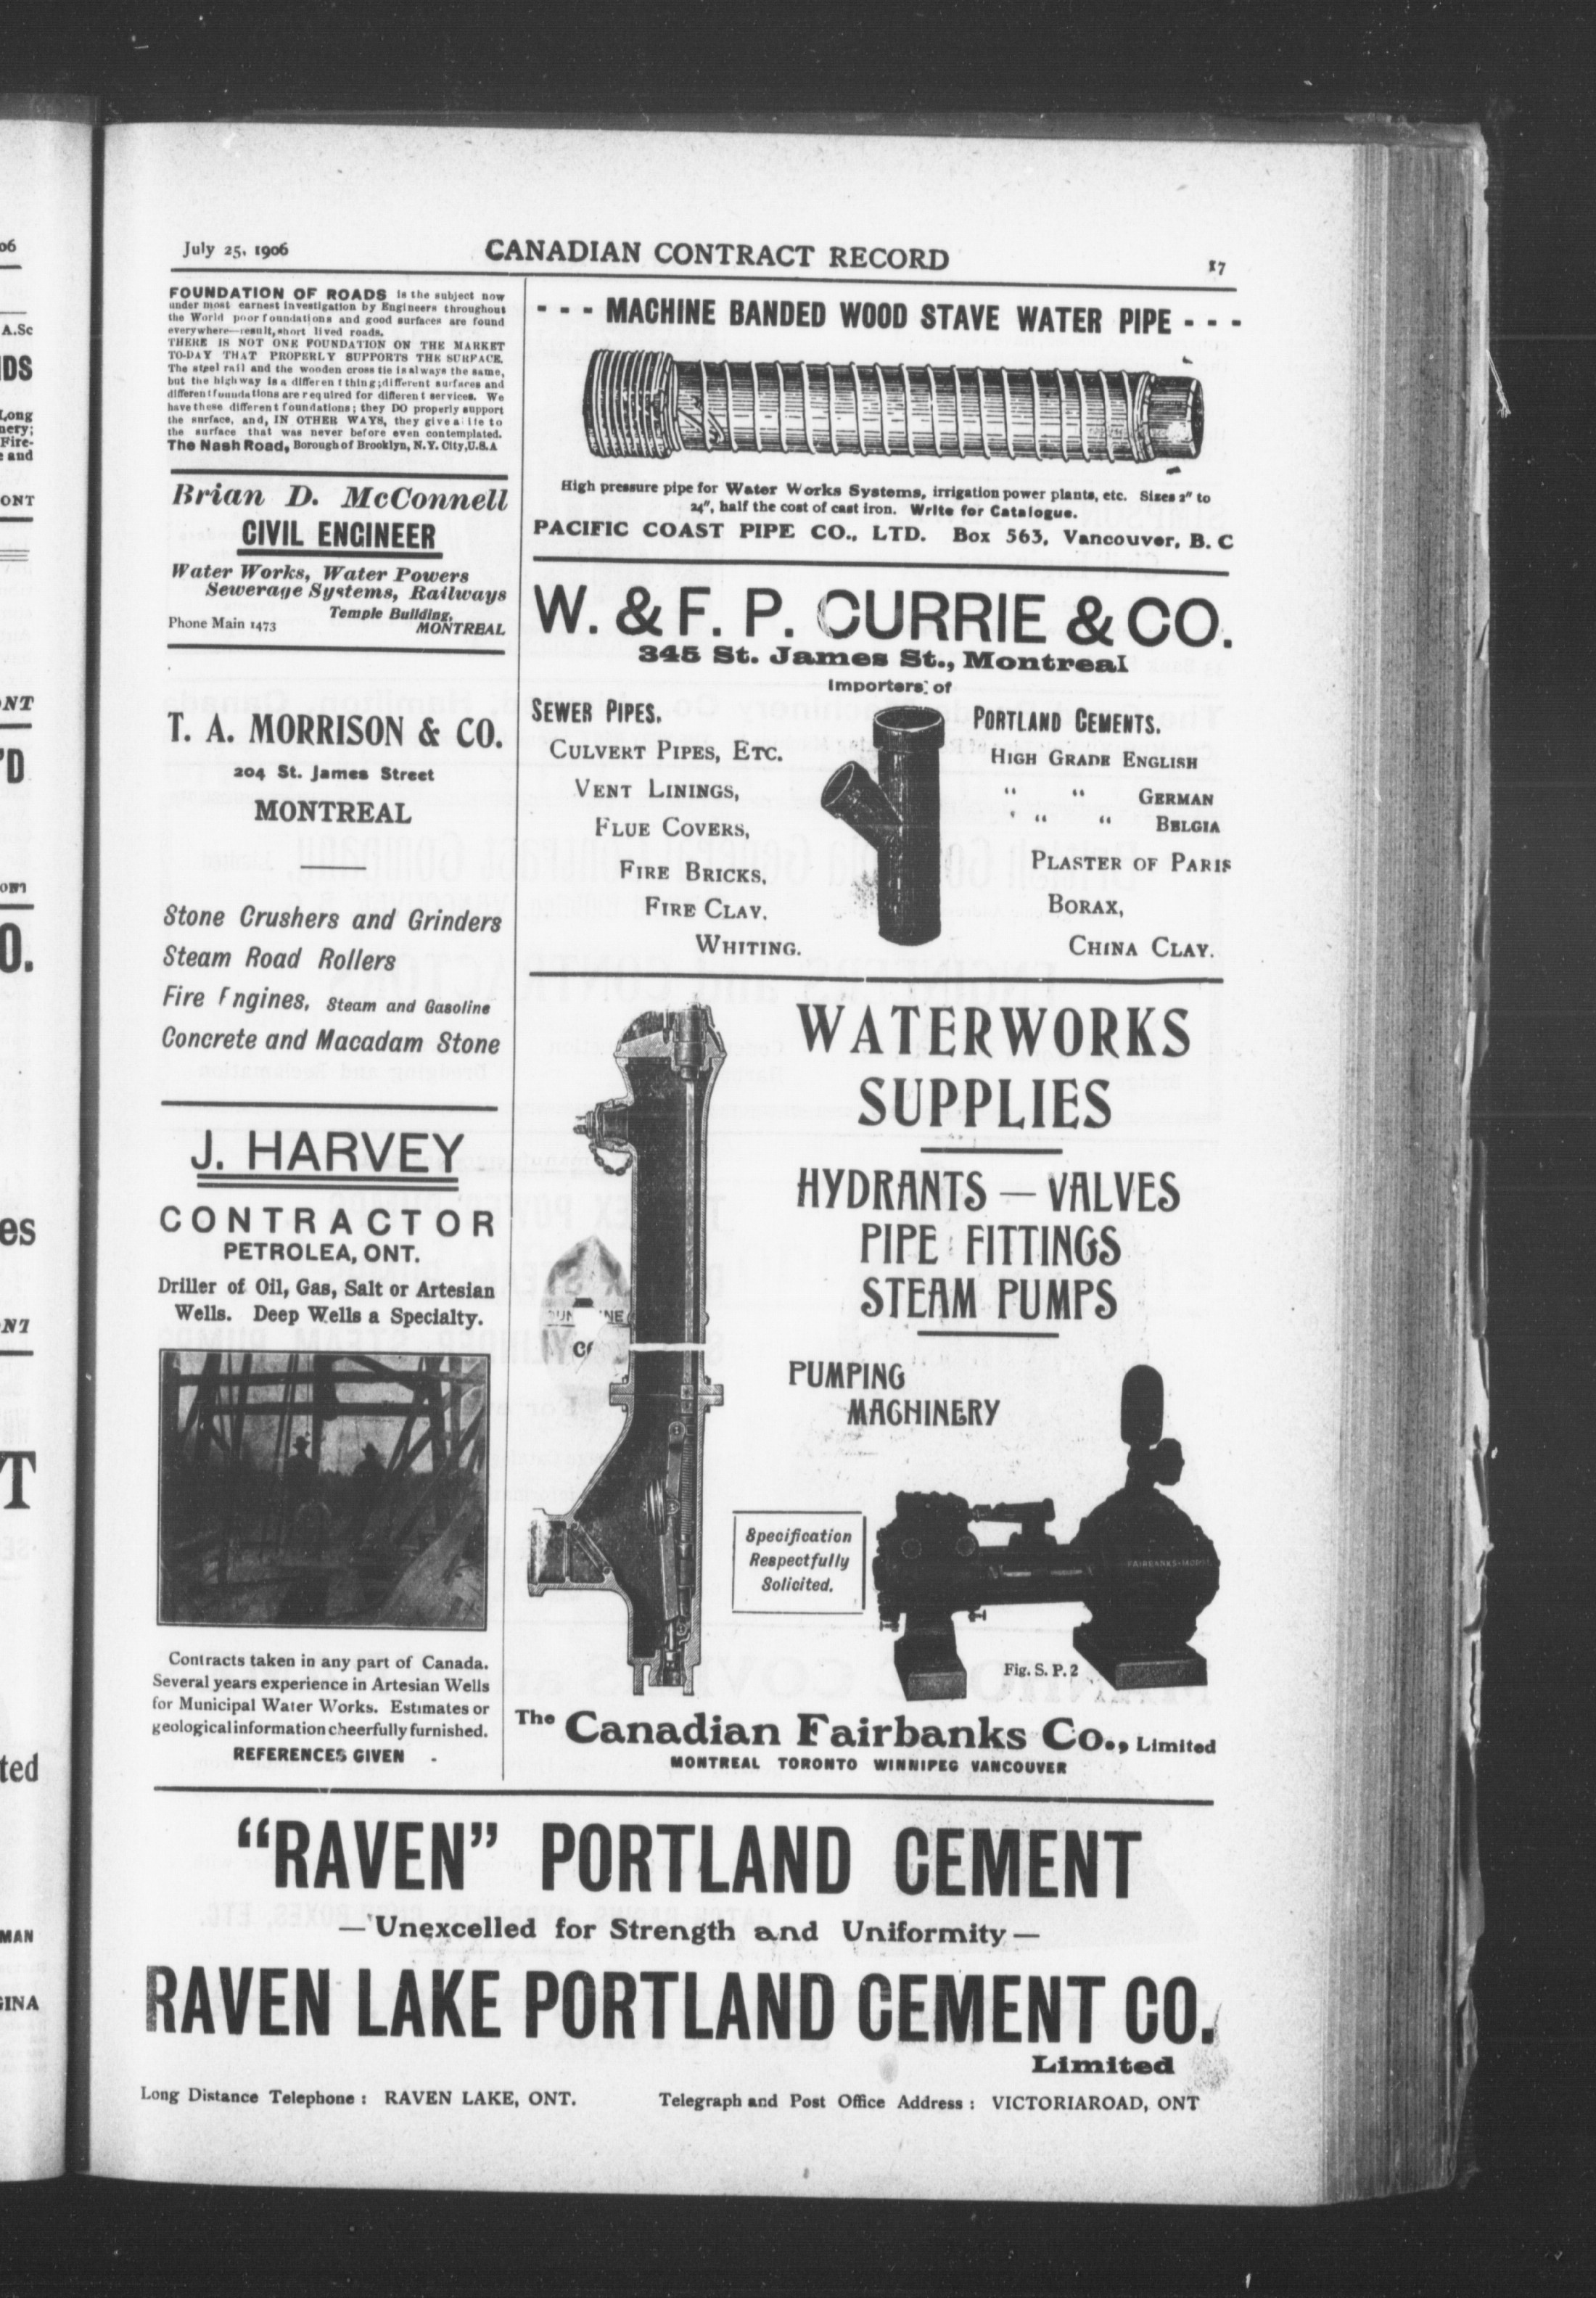 July 25, 1906
CANADIAN CONTRACT RECORD
17
FOUNDATION OF ROADS is the subject now
under most earnest investigation by Engineers throughout
the World poor foundations and good surfaces are found
everywhere—result, short lived roads.
THERE IS NOT ONE FOUNDATION ON THE MARKET
TO-DAY THAT PROPERLY SUPPORTS THE SURFACE.
The steel rail and the wooden cross tie is always the same,
but the highway is a different thing; different surfaces and
different foundations are required for different services. We
have these different foundations; they DO properly support
the surface, and, IN OTHER WAYS, they give a life to
the surface that was never before even contemplated.
The Nash Road, Borough of Brooklyn, N.Y. City, U.S.A
Brian D. McConnell
CIVIL ENGINEER
Water Works, Water Powers
Sewerage Systems, Railways
Temple Building,
Phone Main 1473
MONTREAL
T. A. MORRISON & CO.
204 St. James Street
MONTREAL
Stone Crushers and Grinders
Steam Road Rollers
Fire Engines, Steam and Gasoline
Concrete and Macadam Stone
J. HARVEY
CONTRACTOR
PETROLEA, ONT.
Driller of Oil, Gas, Salt or Artesian
Wells. Deep Wells a Specialty.
Contracts taken in any part of Canada.
Several years experience in Artesian Wells
for Municipal Water Works. Estimates or
geological information cheerfully furnished.
REFERENCES GIVEN
- - - MACHINE BANDED WOOD STAVE WATER PIPE - - -
High pressure pipe for Water Works Systems, irrigation power plants, etc. Sizes 2" to
24", half the cost of cast iron. Write for Catalogue.
PACIFIC COAST PIPE CO., LTD. Box 563, Vancouver, B. C
W. & F. P. CURRIE & CO.
345 St. James St., Montreal
Importers of
SEWER PIPES.
CULVERT PIPES, ETC.
VENT LININGS,
FLUE COVERS,
FIRE BRICKS,
FIRE CLAY,
WHITING.
PORTLAND CEMENTS.
HIGH GRADE ENGLISH
" " GERMAN
" " BELGIA
PLASTER OF PARIS
BORAX,
CHINA CLAY.
WATERWORKS
SUPPLIES
HYDRANTS — VALVES
PIPE FITTINGS
STEAM PUMPS
PUMPING
MACHINERY
Specification
Respectfully
Solicited.
FAIRBANKS-MORSE
Fig. S. P. 2
The Canadian Fairbanks Co., Limited
MONTREAL TORONTO WINNIPEG VANCOUVER
"RAVEN" PORTLAND CEMENT
— Unexcelled for Strength and Uniformity —
RAVEN LAKE PORTLAND CEMENT CO.
Limited
Long Distance Telephone : RAVEN LAKE, ONT. Telegraph and Post Office Address : VICTORIAROAD, ONT